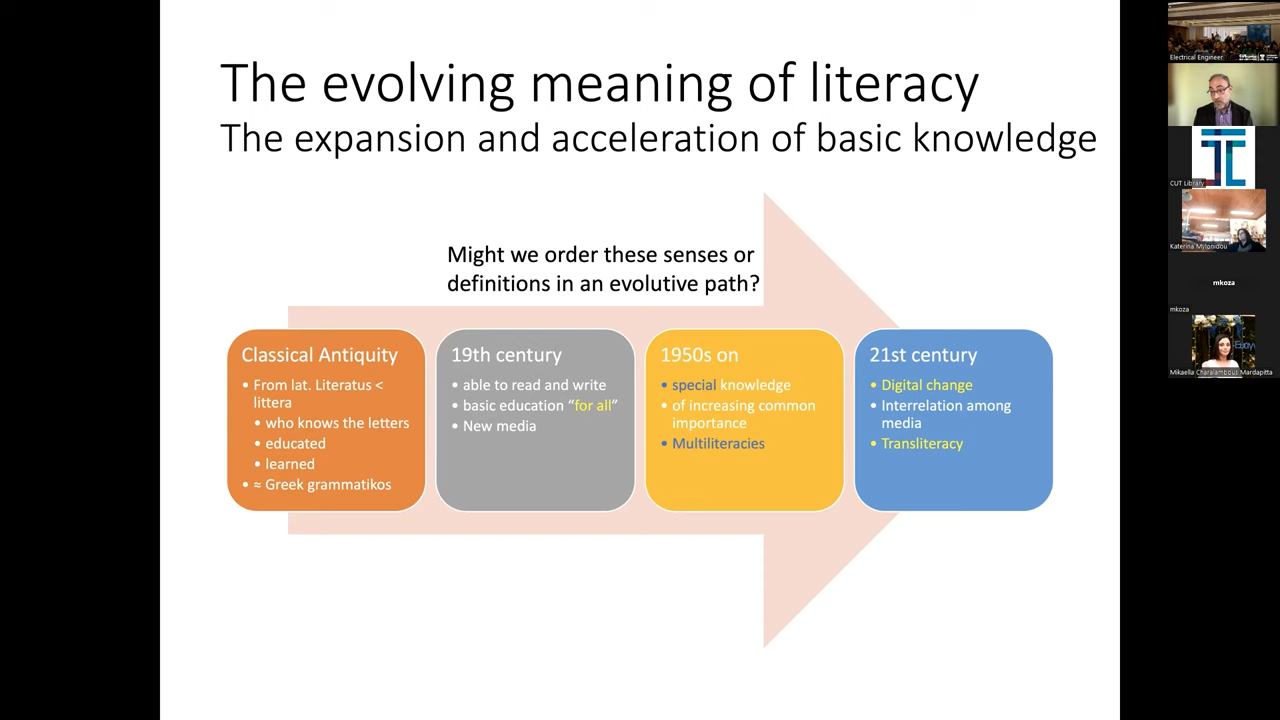 The evolving meaning of literacy
The expansion and acceleration of basic knowledge
Might we order these senses or
definitions in an evolutive path?
Classical Antiquity
• From lat. Literatus <
littera
• who knows the letters
• educated
• learned
• ≈ Greek grammatikos
19th century
• able to read and write
• basic education “for all”
• New media
1950s on
• special knowledge
• of increasing common
importance
• Multiliteracies
21st century
• Digital change
• Interrelation among
media
• Transliteracy
Electrical Engineer
CUT Library
Katerina Mylonidou
mkoza
mkoza
Mikaella Charalambous Mardapitta